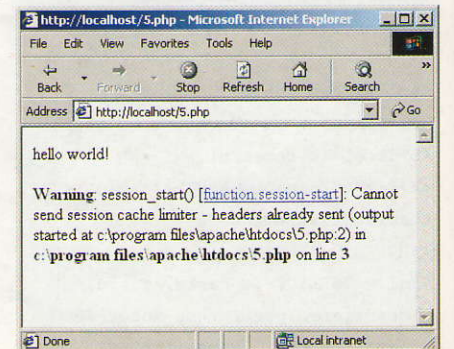 http://localhost/5.php - Microsoft Internet Explorer
File Edit View Favorites Tools Help
Back Forward Stop Refresh Home Search »
Address http://localhost/5.php Go
hello world!
Warning: session_start() [function.session-start]: Cannot
send session cache limiter - headers already sent (output
started at c:\program files\apache\htdocs\5.php:2) in
c:\program files\apache\htdocs\5.php on line 3
Done Local intranet